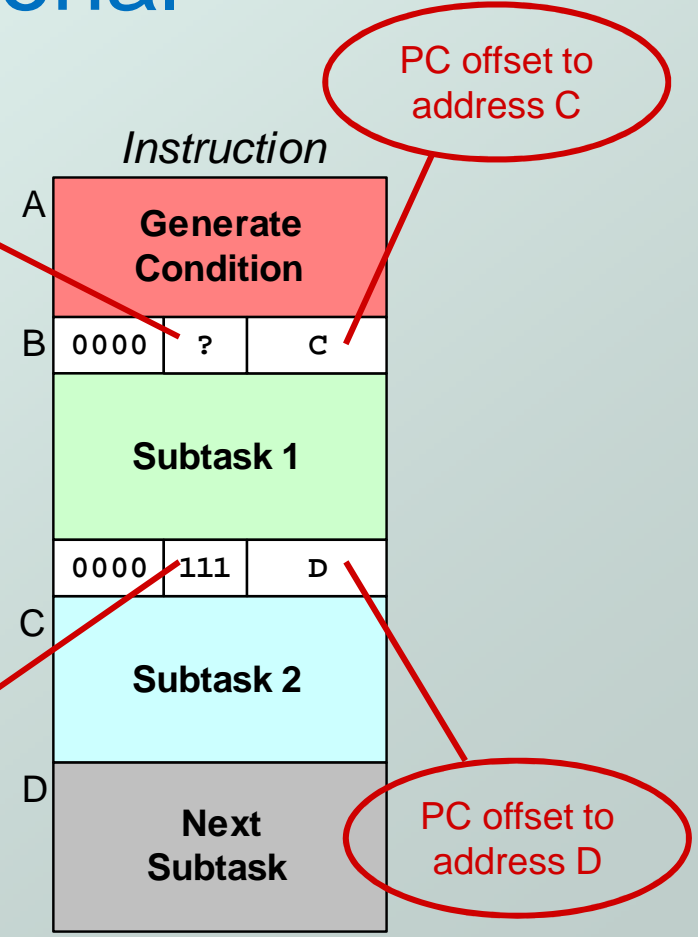 PC offset to
address C
Instruction
A
Generate
Condition
B 0000 ? C
Subtask 1
0000 111 D
C
Subtask 2
D
Next
Subtask
PC offset to
address D